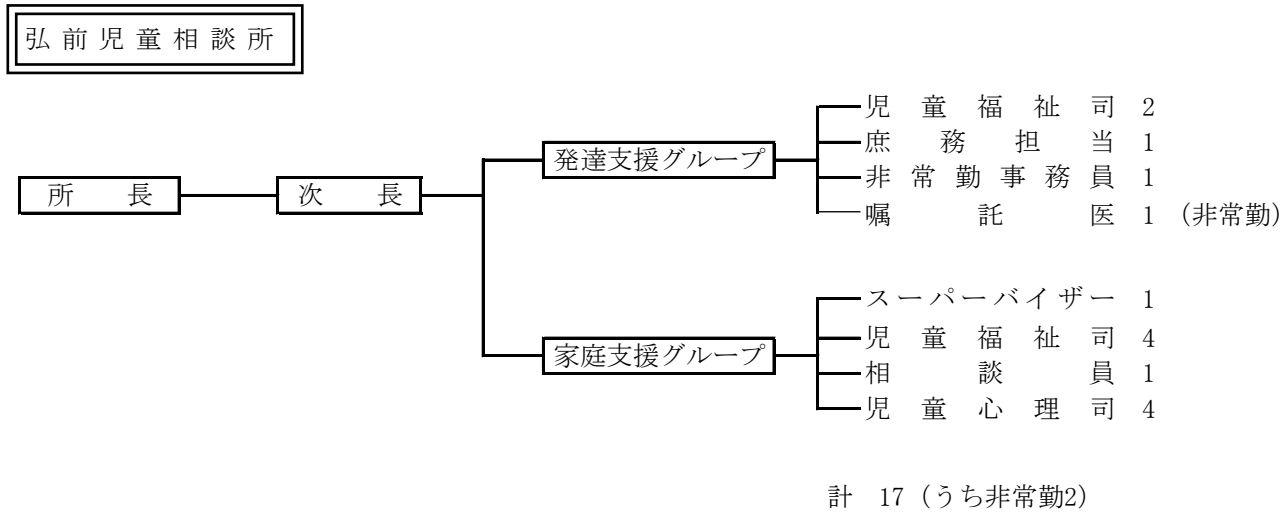 弘前児童相談所
児童福祉司 2
庶務担当 1
発達支援グループ
非常勤事務員 1
所長
次長
嘱託医 1 (非常勤)
スーパーバイザー 1
児童福祉司 4
家庭支援グループ
相談員 1
児童心理司 4
計 17 (うち非常勤2)